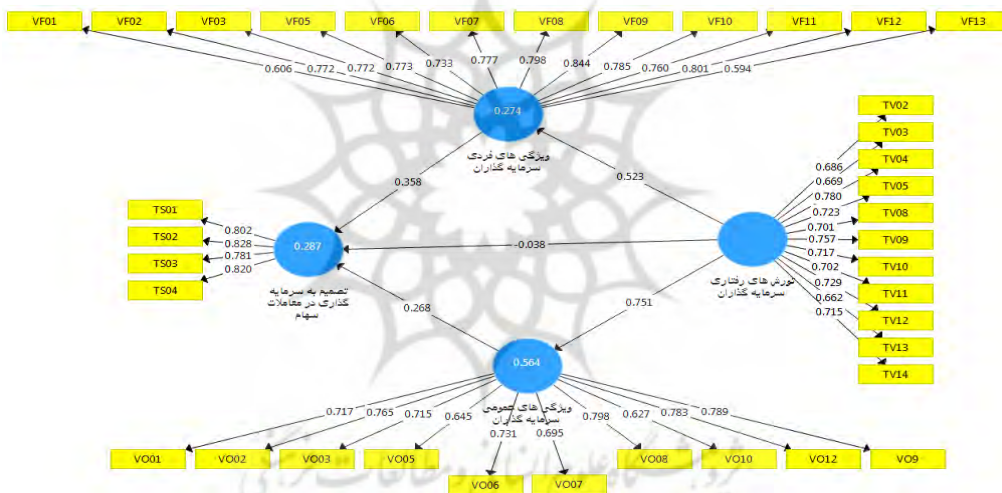 VF01 VF02 VF03 VF05 VF06 VF07 VF08 VF09 VF10 VF11 VF12 VF13
0.606 0.772 0.772 0.773 0.733 0.777 0.798 0.844 0.785 0.760 0.801 0.594
0.274
ویژگی های فردی
سرمایه گذاران
0.358
0.523
TS01
TS02
TS03
TS04
0.802
0.828
0.781
0.820
0.287
تصمیم به سرمایه
گذاری در معاملات
سهام
-0.038
0.268
0.751
تورش های رفتاری
سرمایه گذاران
0.686
0.669
0.780
0.723
0.701
0.757
0.717
0.702
0.729
0.662
0.715
TV02
TV03
TV04
TV05
TV08
TV09
TV10
TV11
TV12
TV13
TV14
0.564
ویژگی های عمومی
سرمایه گذاران
0.717 0.765 0.715 0.645 0.731 0.695 0.798 0.627 0.783 0.789
VO01 VO02 VO03 VO05 VO08 VO10 VO12 VO9
VO06 VO07
پژوهشگاه علوم انسانی و مطالعات فرهنگی